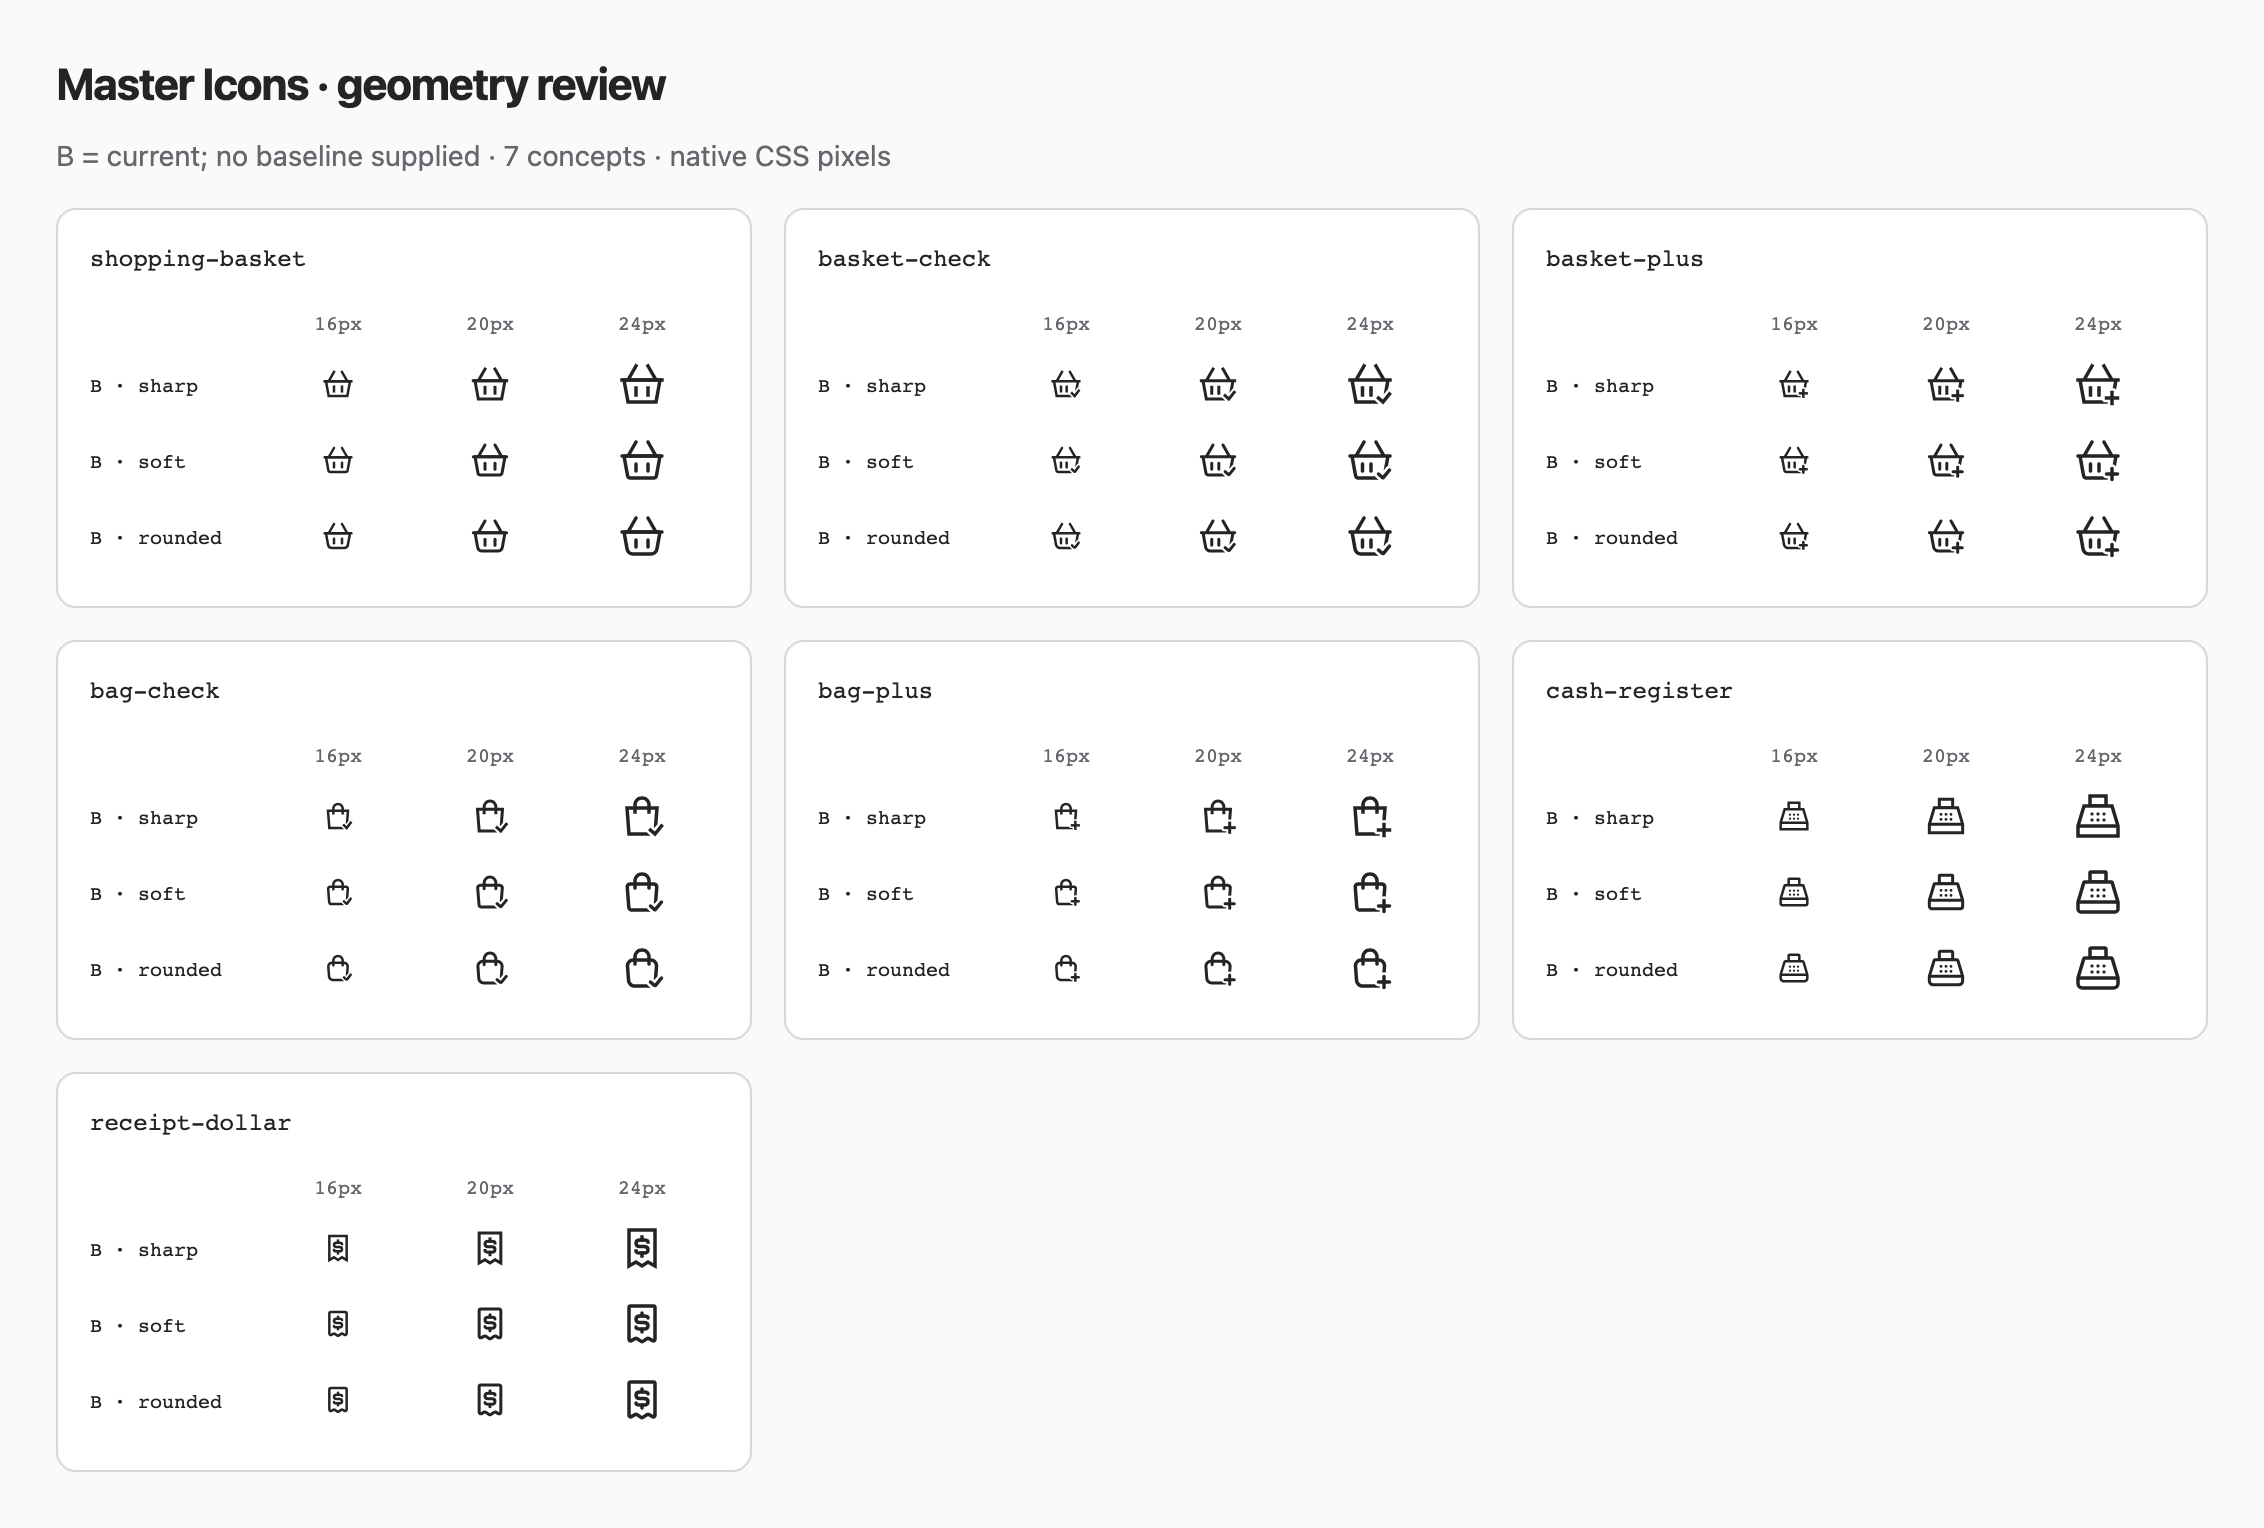 Master Icons · geometry review
B = current; no baseline supplied · 7 concepts · native CSS pixels
shopping-basket
16px 20px 24px
B · sharp
B · soft
B · rounded
basket-check
16px 20px 24px
B · sharp
B · soft
B · rounded
basket-plus
16px 20px 24px
B · sharp
B · soft
B · rounded
bag-check
16px 20px 24px
B · sharp
B · soft
B · rounded
bag-plus
16px 20px 24px
B · sharp
B · soft
B · rounded
cash-register
16px 20px 24px
B · sharp
B · soft
B · rounded
receipt-dollar
16px 20px 24px
B · sharp
B · soft
B · rounded